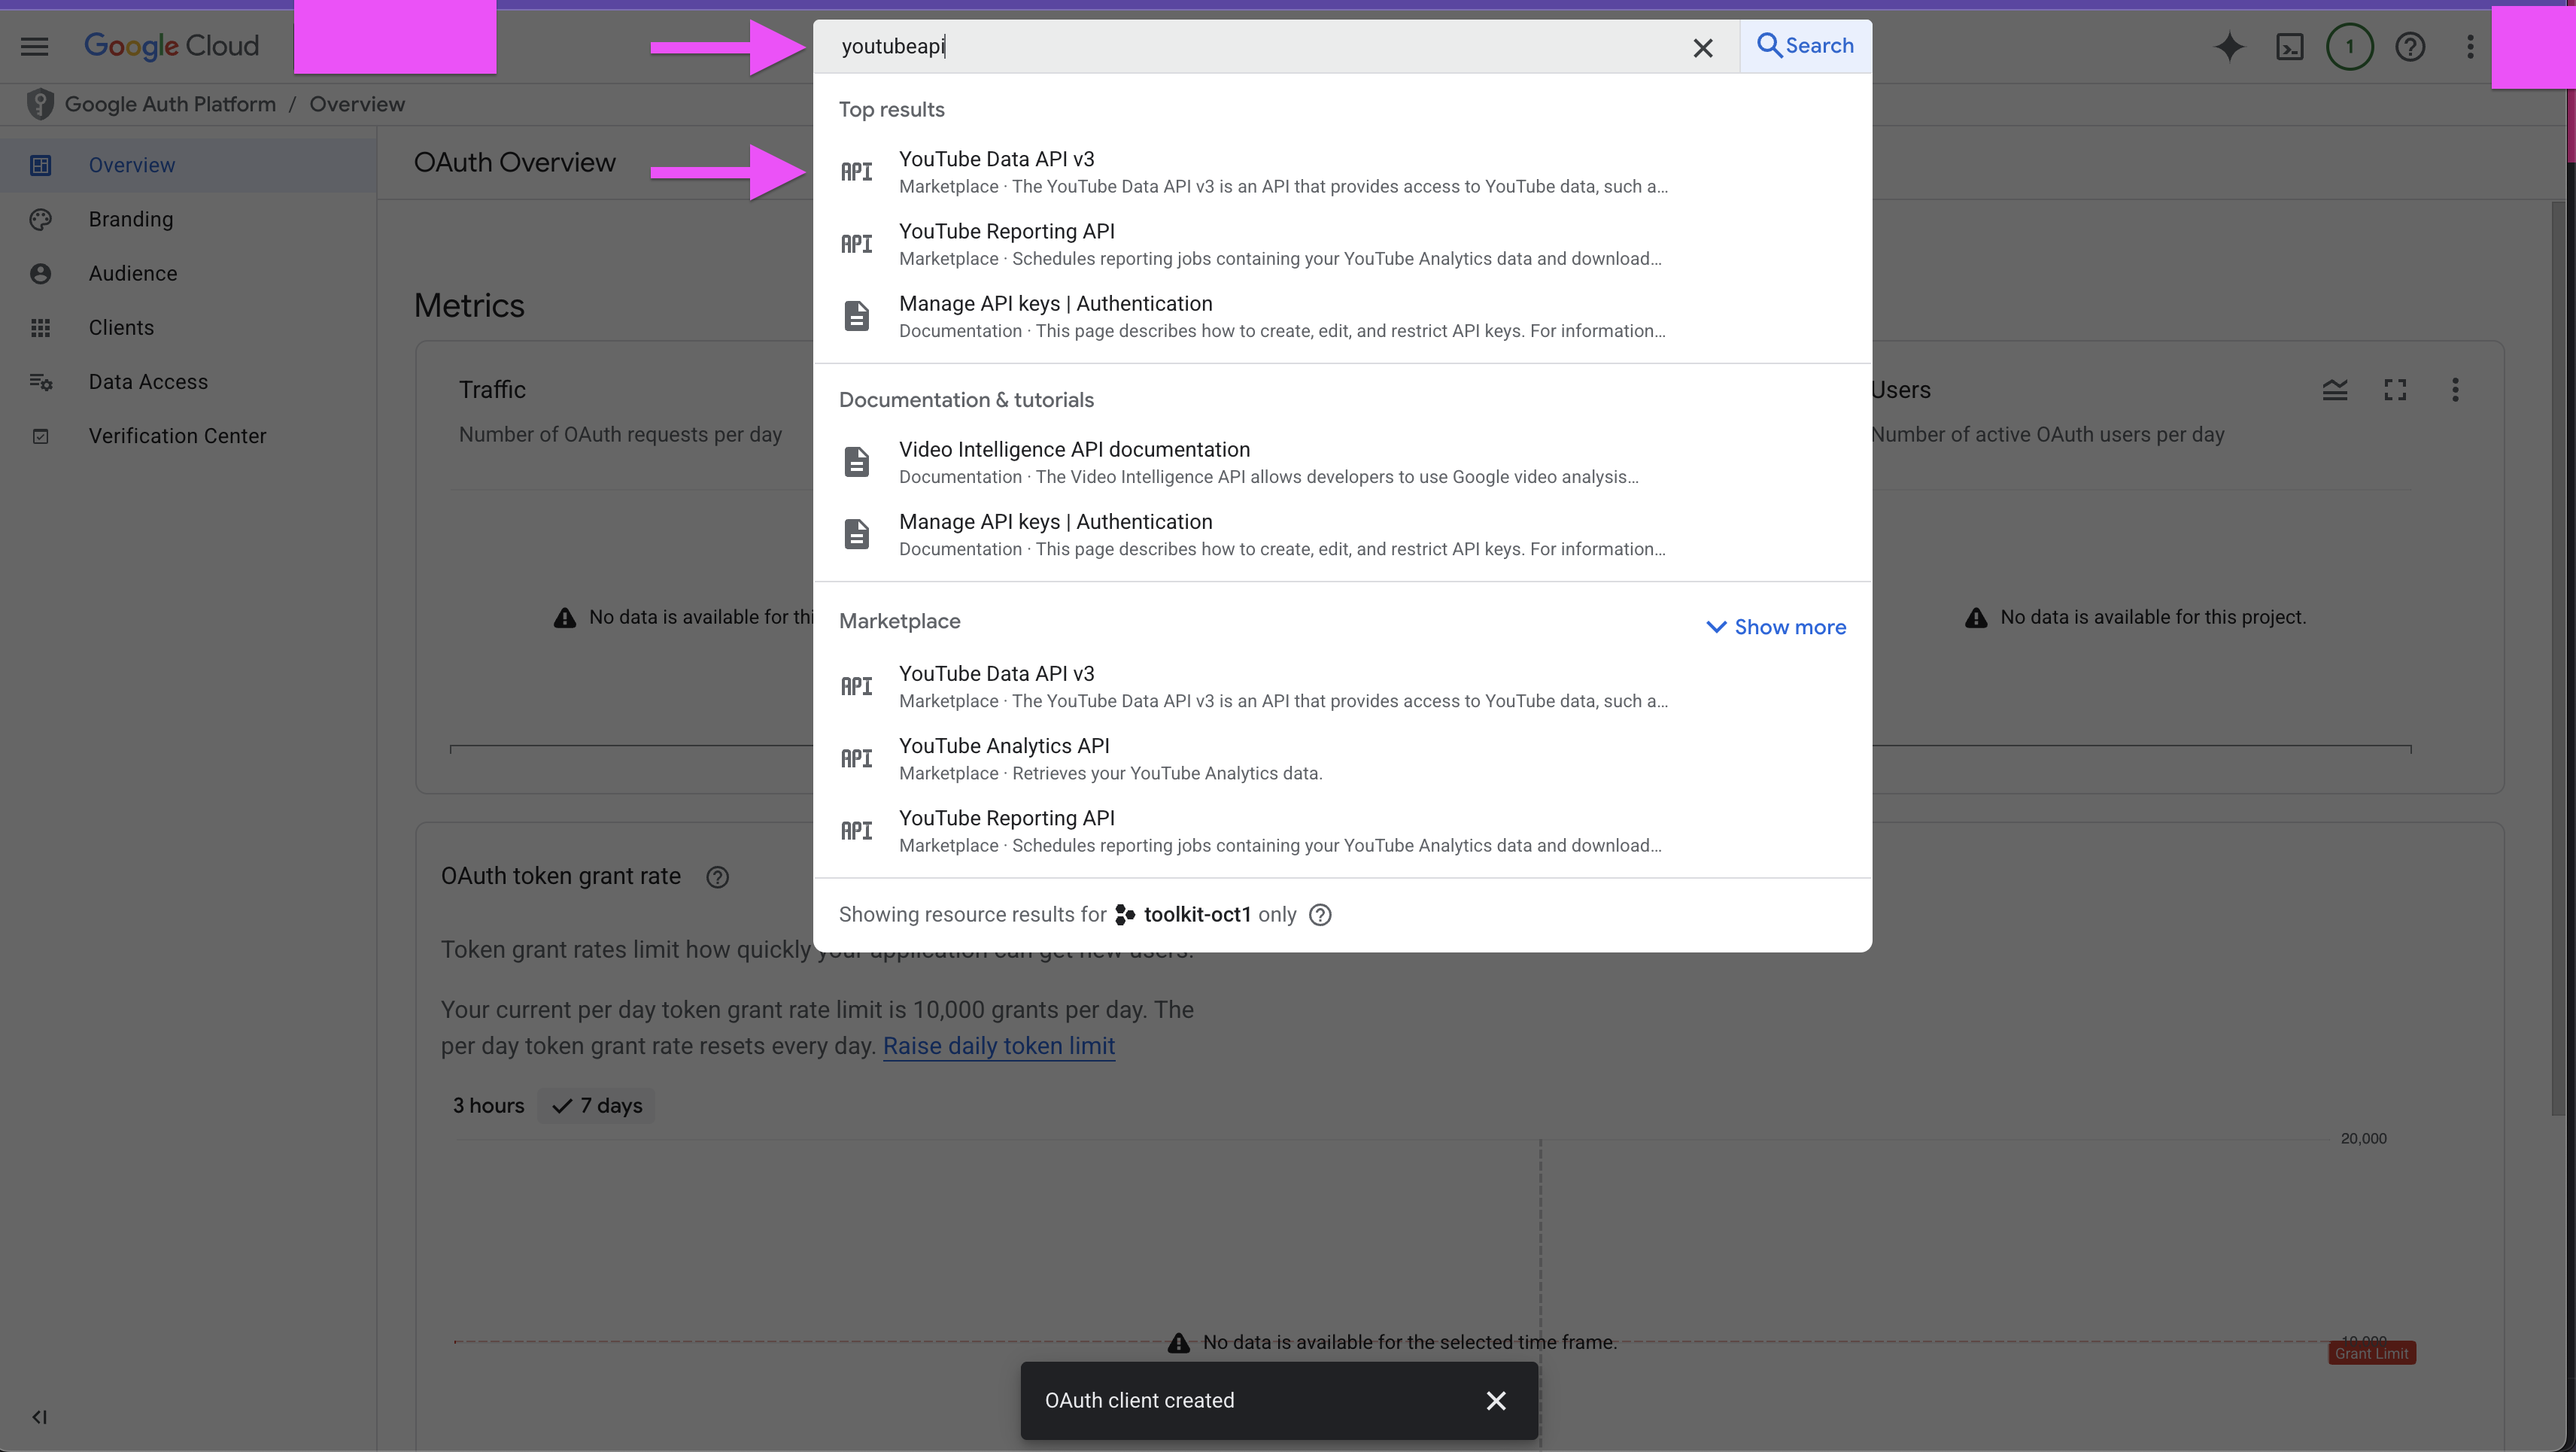 Google Cloud
youtubeapi
Search
1
Google Auth Platform / Overview
Overview
Branding
Audience
Clients
Data Access
Verification Center
OAuth Overview
Metrics
Traffic
Number of OAuth requests per day
No data is available for thi
Top results
API
YouTube Data API v3
Marketplace · The YouTube Data API v3 is an API that provides access to YouTube data, such a...
API
YouTube Reporting API
Marketplace · Schedules reporting jobs containing your YouTube Analytics data and download...
Manage API keys | Authentication
Documentation · This page describes how to create, edit, and restrict API keys. For information...
Documentation & tutorials
Video Intelligence API documentation
Documentation · The Video Intelligence API allows developers to use Google video analysis...
Manage API keys | Authentication
Documentation · This page describes how to create, edit, and restrict API keys. For information...
Marketplace
Show more
API
YouTube Data API v3
Marketplace · The YouTube Data API v3 is an API that provides access to YouTube data, such a...
API
YouTube Analytics API
Marketplace · Retrieves your YouTube Analytics data.
API
YouTube Reporting API
Marketplace · Schedules reporting jobs containing your YouTube Analytics data and download...
Showing resource results for toolkit-oct1 only
Users
Number of active OAuth users per day
No data is available for this project.
OAuth token grant rate
Token grant rates limit how quickly your application can get new users.
Your current per day token grant rate limit is 10,000 grants per day. The
per day token grant rate resets every day. Raise daily token limit
3 hours
7 days
20,000
No data is available for the selected time frame.
10,000
Grant Limit
OAuth client created